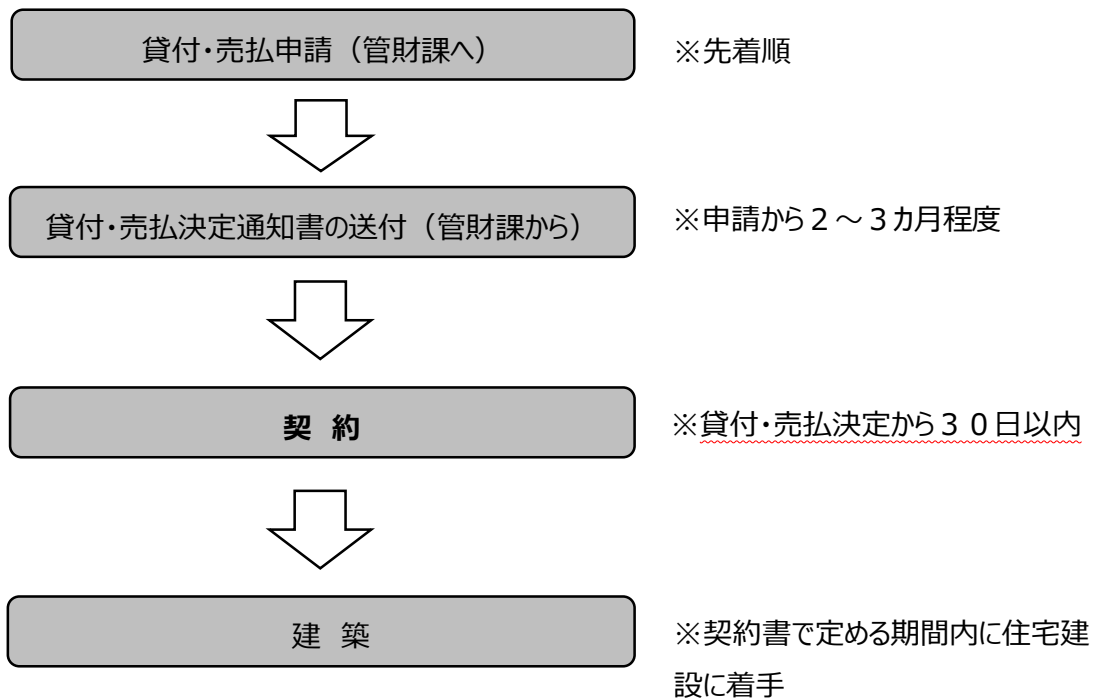 貸付・売払申請（管財課へ）
※先着順
貸付・売払決定通知書の送付（管財課から）
※申請から２～３カ月程度
契 約
※貸付・売払決定から３０日以内
建 築
※契約書で定める期間内に住宅建
設に着手